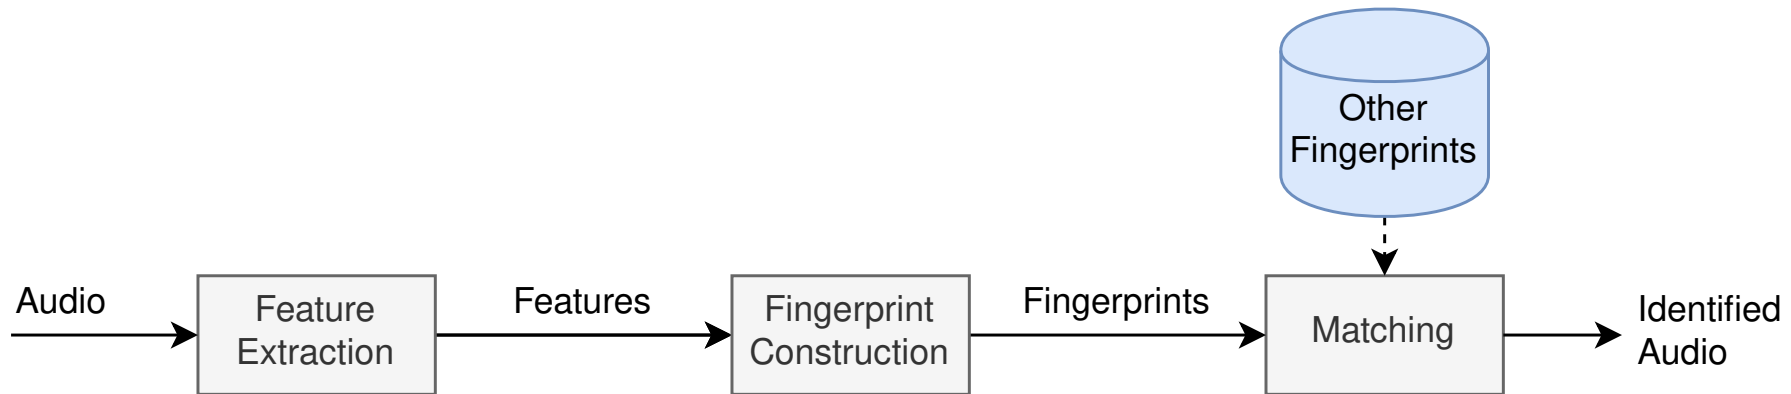 Other
Fingerprints
Audio
Feature
Extraction
Features
Fingerprint
Construction
Fingerprints
Matching
Identified
Audio